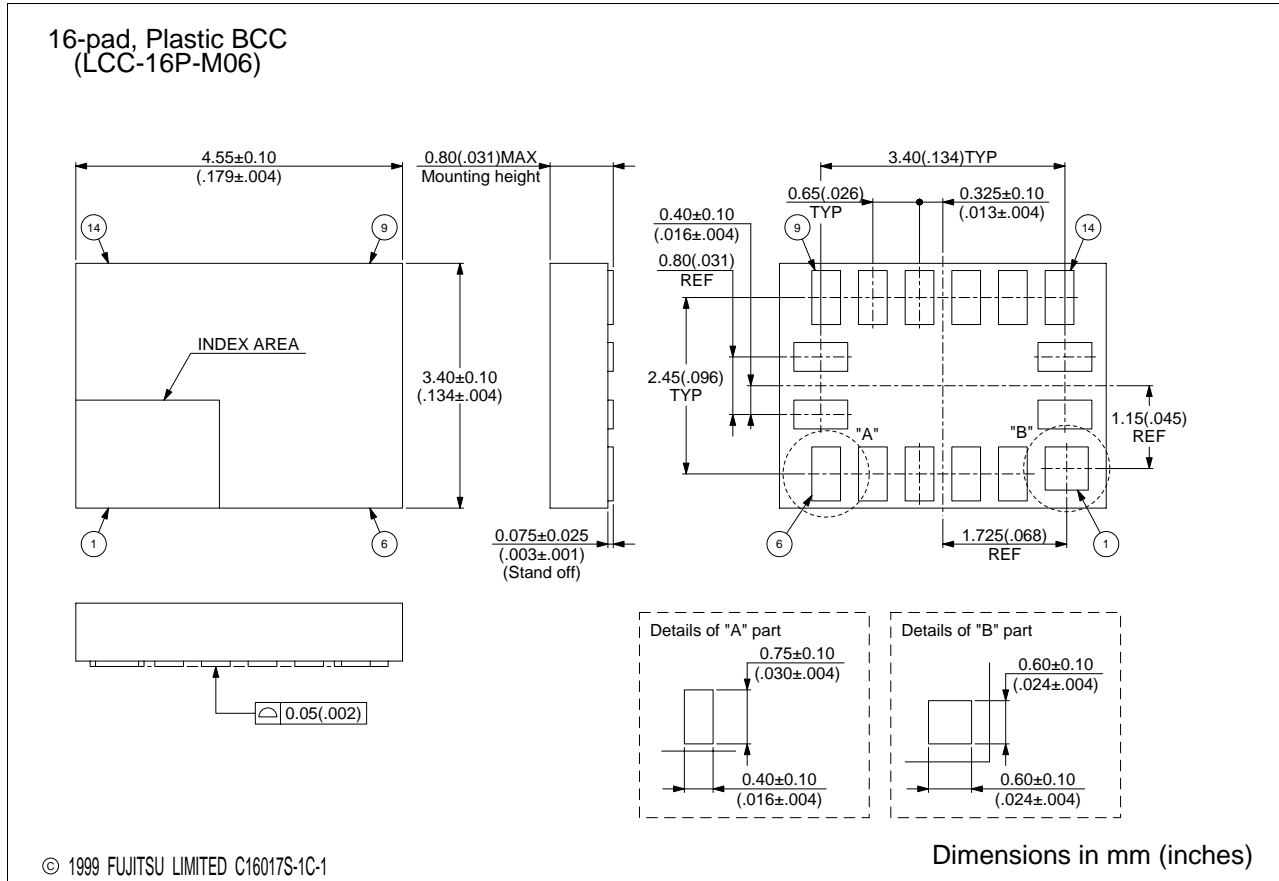 16-pad, Plastic BCC
(LCC-16P-M06)
4.55±0.10
(.179±.004)
0.80(.031)MAX
Mounting height
3.40(.134)TYP
0.65(.026)
TYP
0.325±0.10
(.013±.004)
0.40±0.10
(.016±.004)
0.80(.031)
REF
14
9
9
14
INDEX AREA
3.40±0.10
(.134±.004)
2.45(.096)
TYP
1.15(.045)
REF
"A"
"B"
1
6
0.075±0.025
(.003±.001)
(Stand off)
6
1.725(.068)
REF
1
0.05(.002)
Details of "A" part
0.75±0.10
(.030±.004)
0.40±0.10
(.016±.004)
Details of "B" part
0.60±0.10
(.024±.004)
0.60±0.10
(.024±.004)
© 1999 FUJITSU LIMITED C16017S-1C-1
Dimensions in mm (inches)